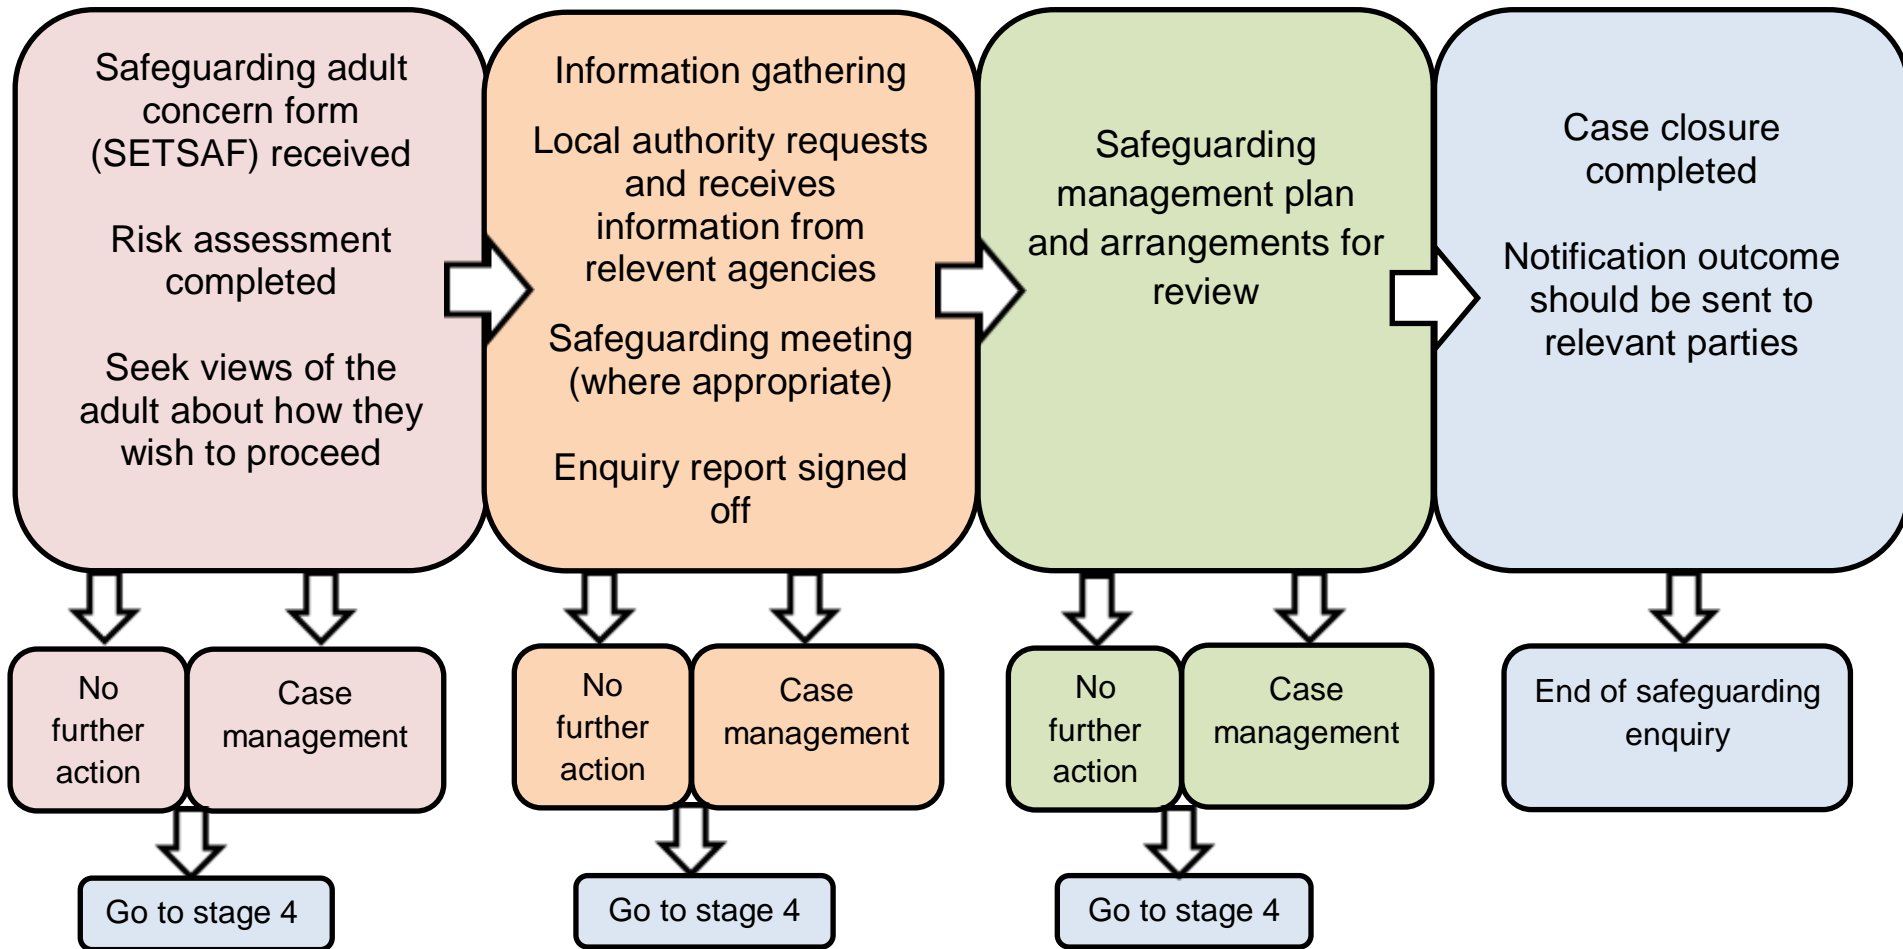 Safeguarding adult
concern form
(SETSAF) received
Risk assessment
completed
Seek views of the
adult about how they
wish to proceed
Information gathering
Local authority requests
and receives
information from
relevent agencies
Safeguarding meeting
(where appropriate)
Enquiry report signed
off
Safeguarding
management plan
and arrangements for
review
Case closure
completed
Notification outcome
should be sent to
relevant parties
No
further
action
Case
management
No
further
action
Case
management
No
further
action
Case
management
End of safeguarding
enquiry
Go to stage 4
Go to stage 4
Go to stage 4